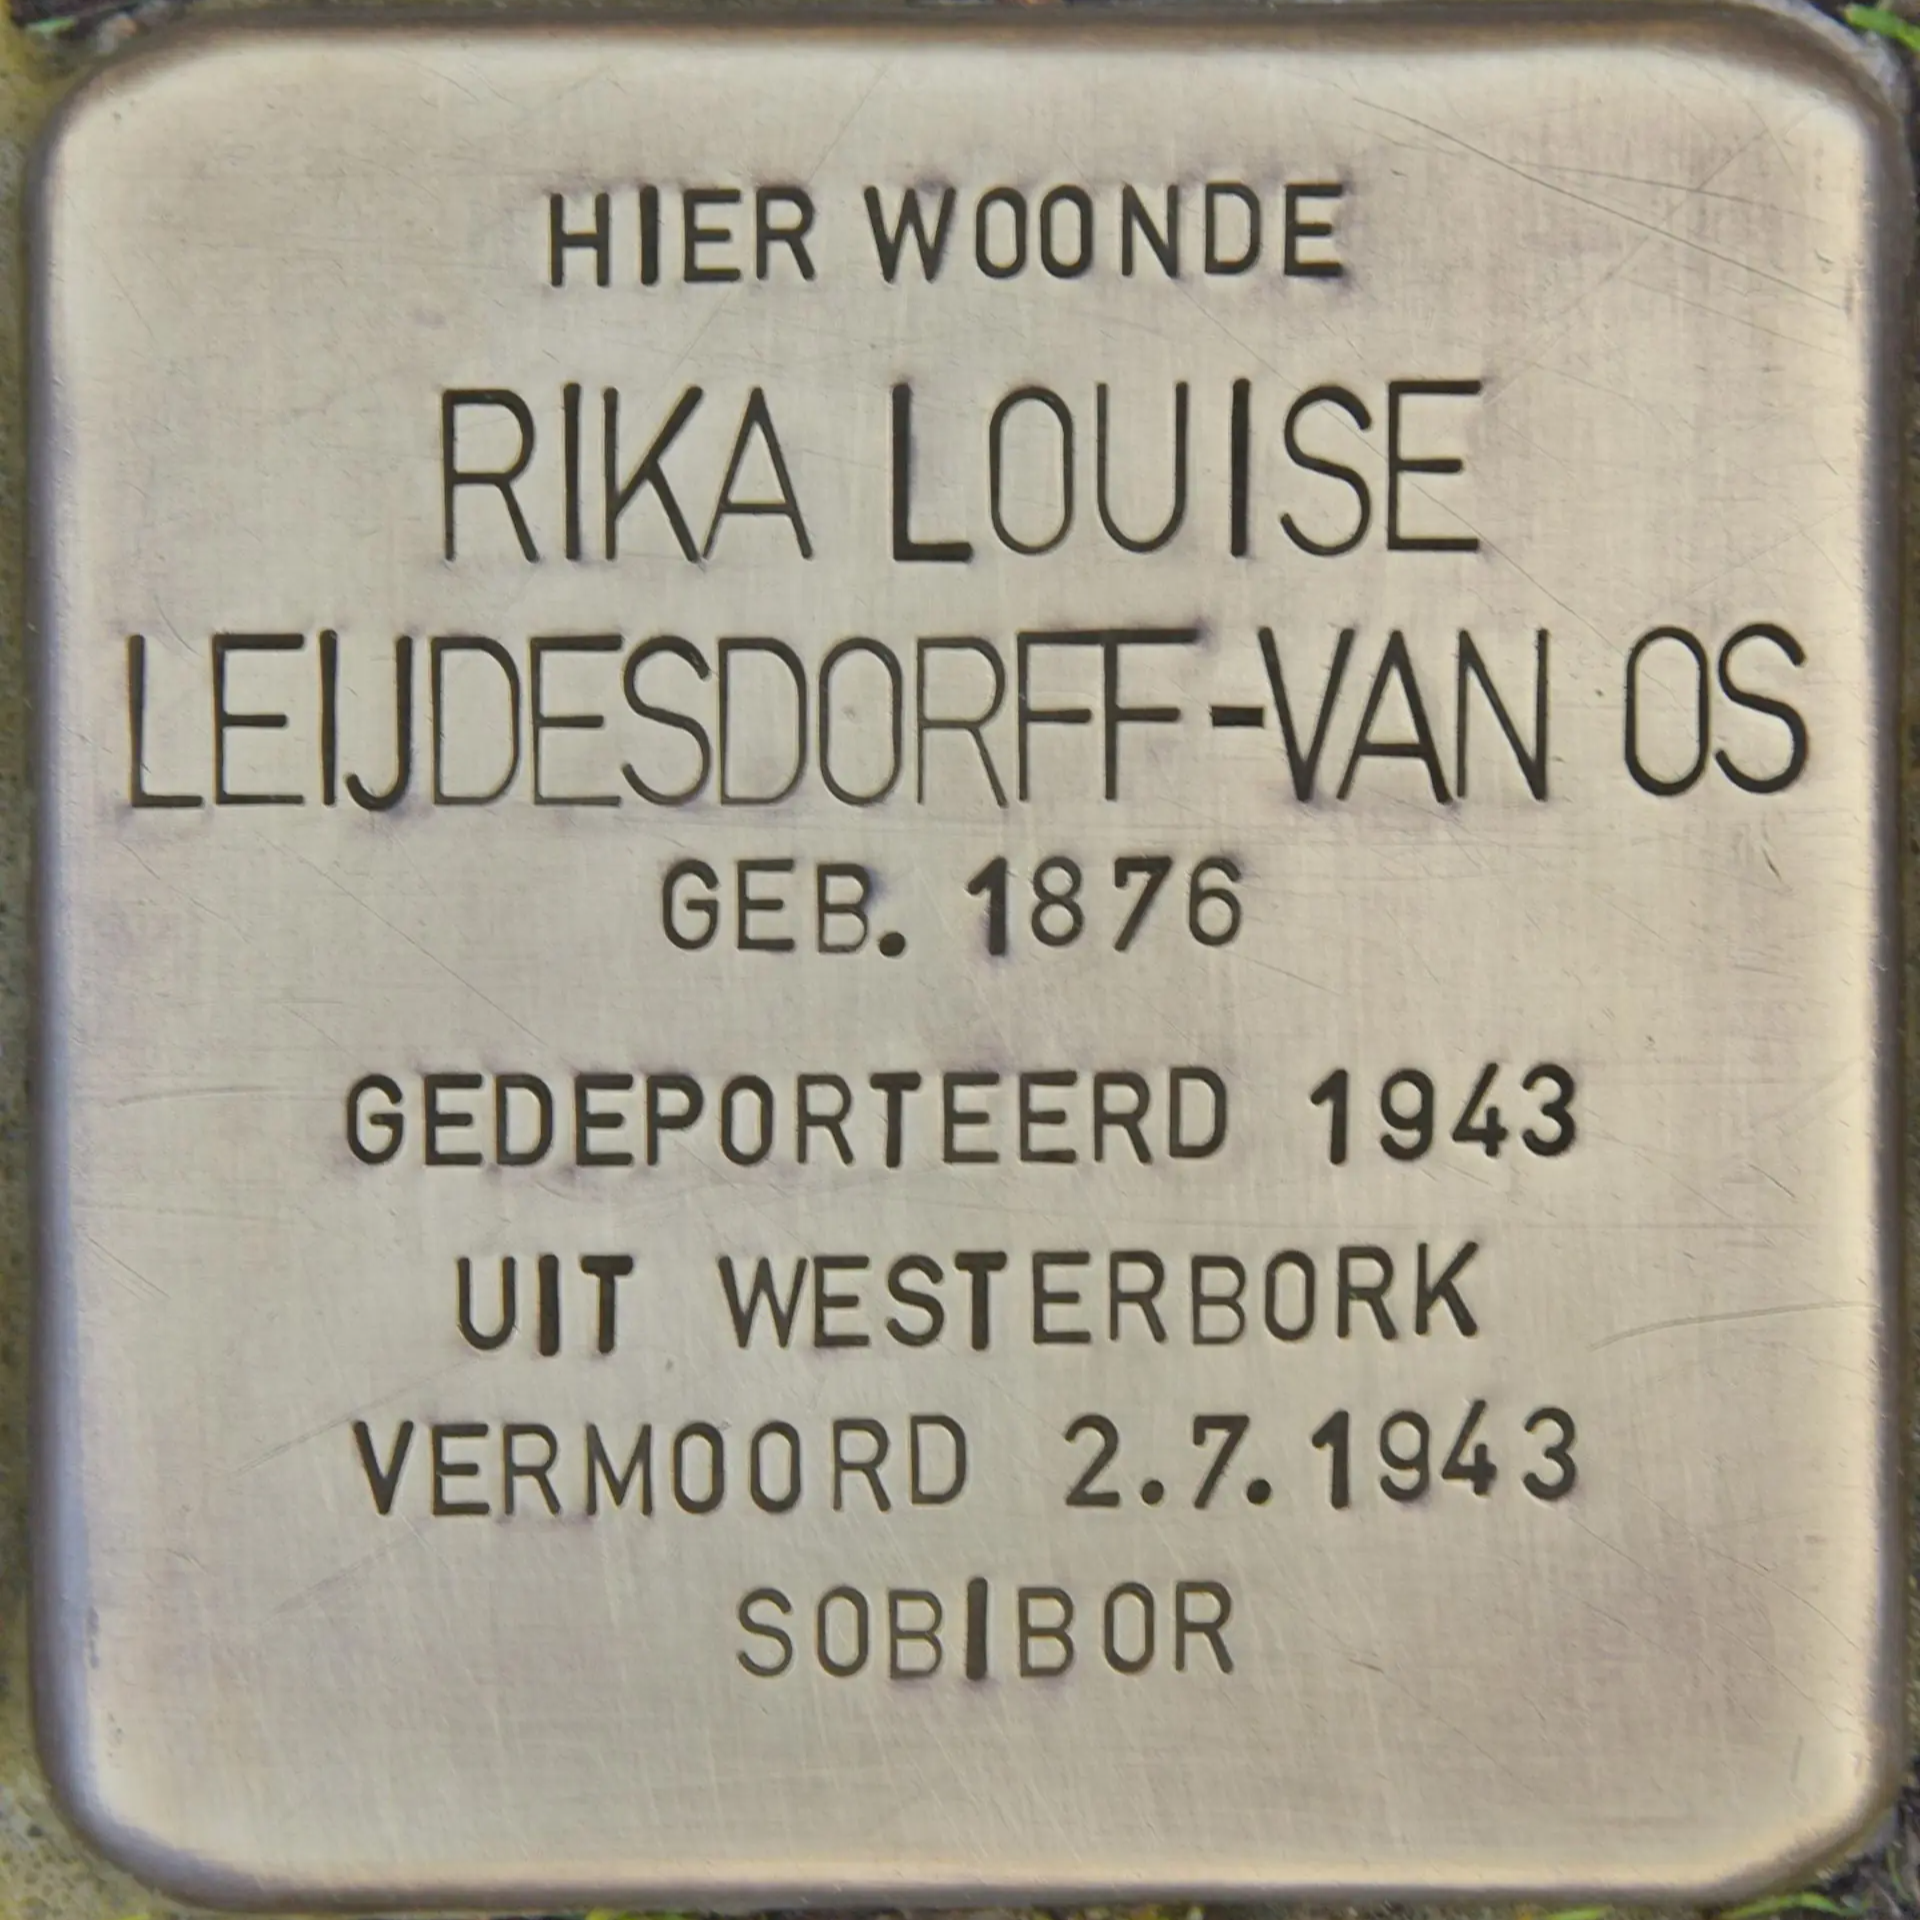 HIER WOONDE
RIKA LOUISE
LEIJDESDORFF-VAN OS
GEB. 1876
GEDEPORTEERD 1943
UIT WESTERBORK
VERMOORD 2.7.1943
SOBIBOR